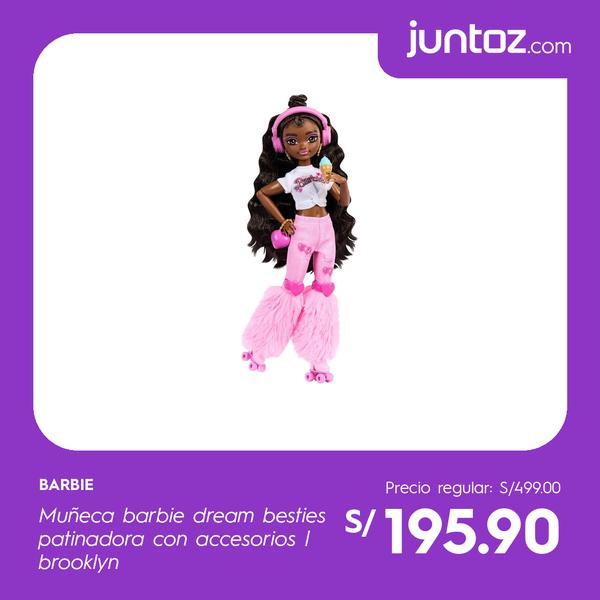 juntoz.com
BARBIE
Muñeca barbie dream besties
patinadora con accesorios |
brooklyn
Precio regular: S/499.00
S/195.90